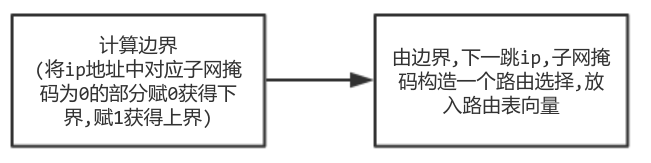 计算边界
(将ip地址中对应子网掩
码为0的部分赋0获得下
界,赋1获得上界)
由边界,下一跳ip,子网掩
码构造一个路由选择,放
入路由表向量